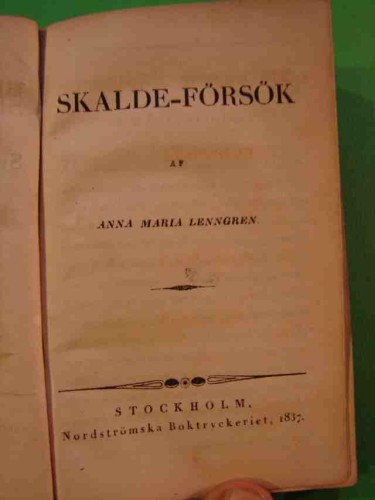 SKALDE-FÖRSÖK
AF
ANNA MARIA LENNGREN.
STOCKHOLM,
Nordströmska Boktryckeriet, 1837.